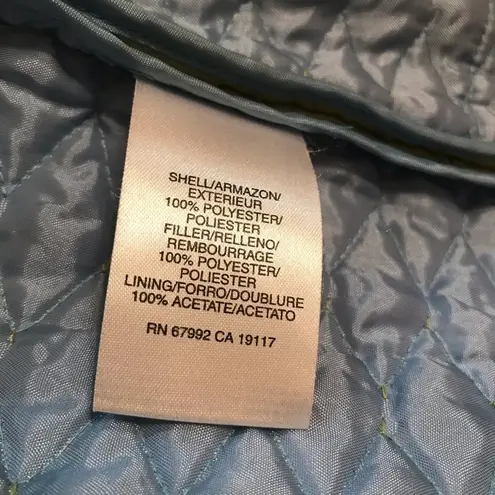 SHELL/ARMAZON/
EXTERIEUR
100% POLYESTER/
POLIESTER
FILLER/RELLENO/
REMBOURRAGE
100% POLYESTER/
POLIESTER
LINING/FORRO/DOUBLURE
100% ACETATE/ACETATO
RN 67992 CA 19117